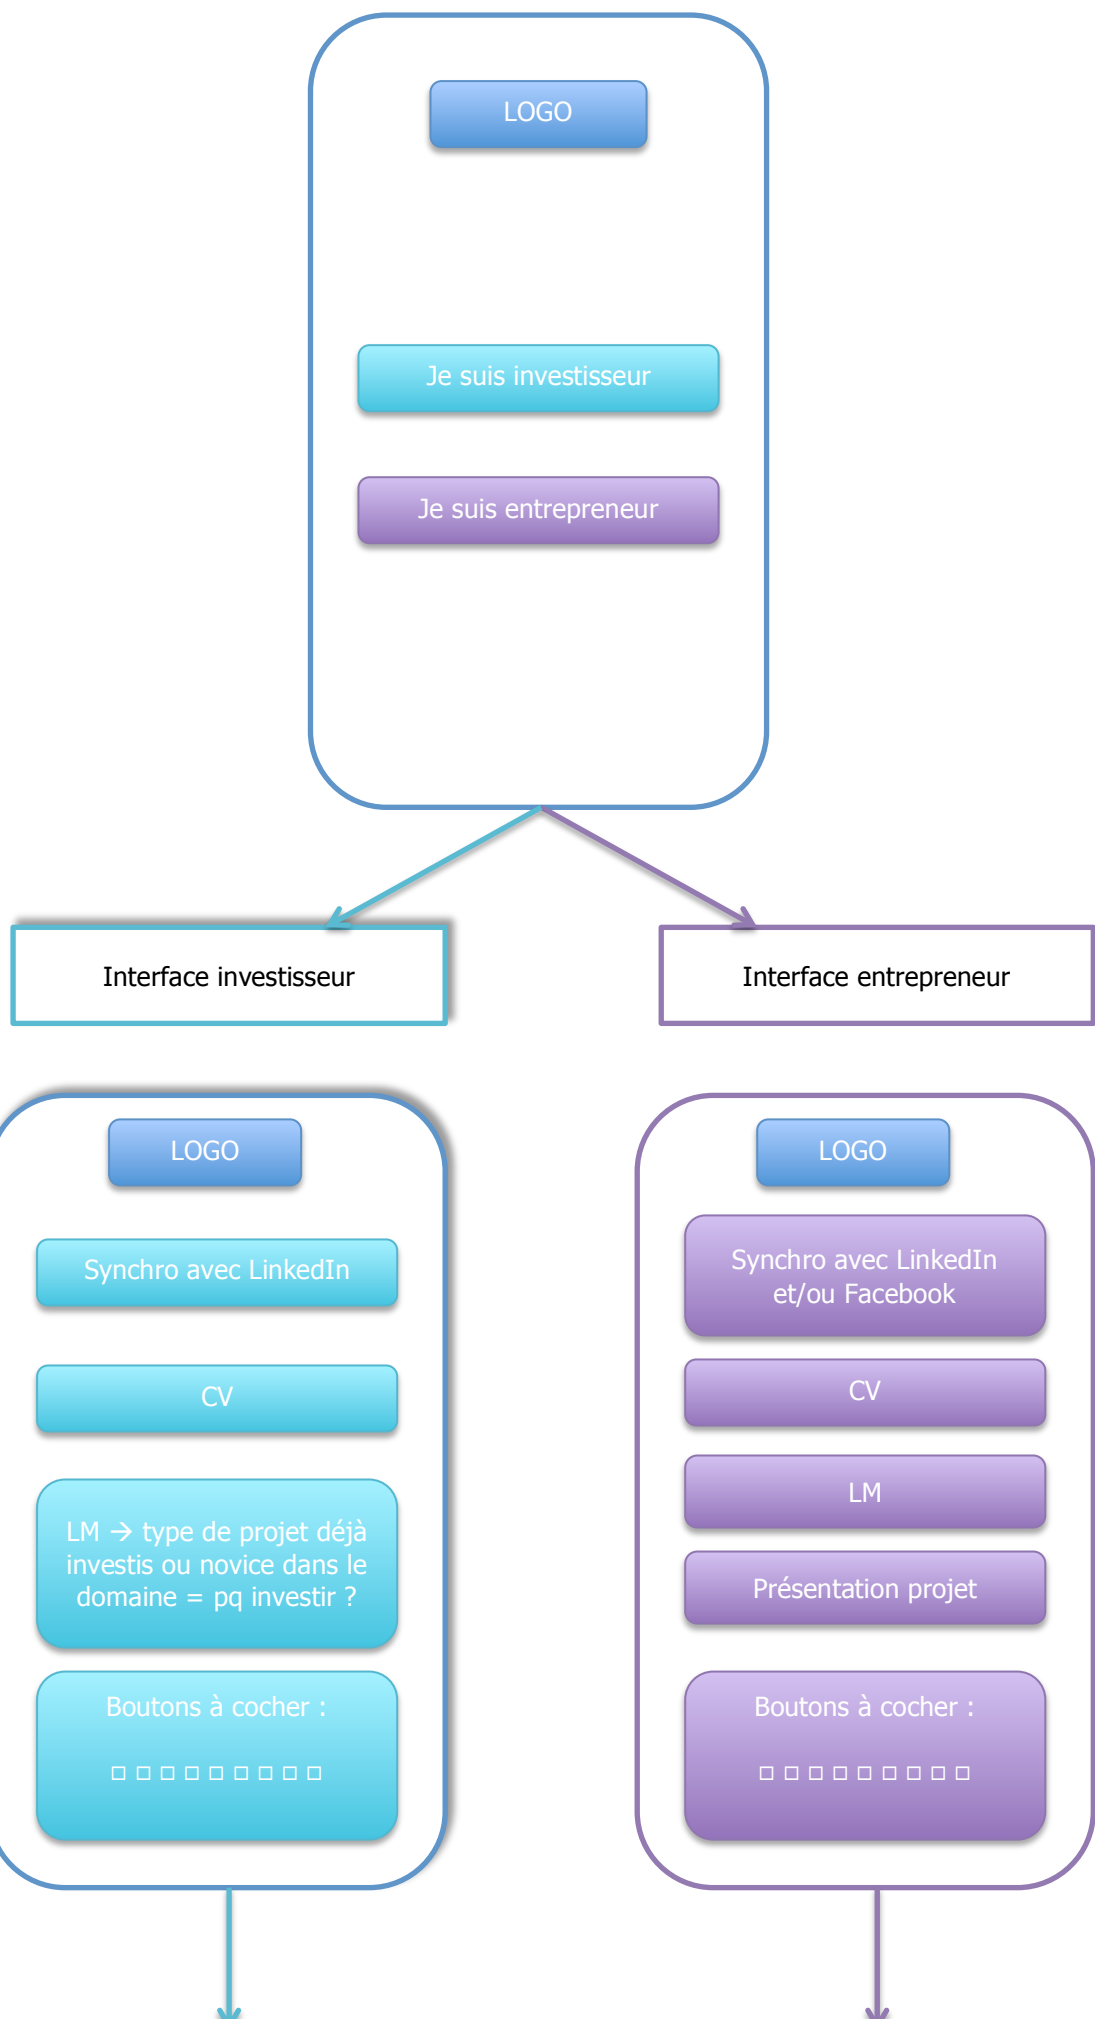 LOGO
Je suis investisseur
Je suis entrepreneur
Interface investisseur
Interface entrepreneur
LOGO
Synchro avec LinkedIn
CV
LM → type de projet déjà
investis ou novice dans le
domaine = pq investir ?
Boutons à cocher :
□ □ □ □ □ □ □ □ □
LOGO
Synchro avec LinkedIn
et/ou Facebook
CV
LM
Présentation projet
Boutons à cocher :
□ □ □ □ □ □ □ □ □